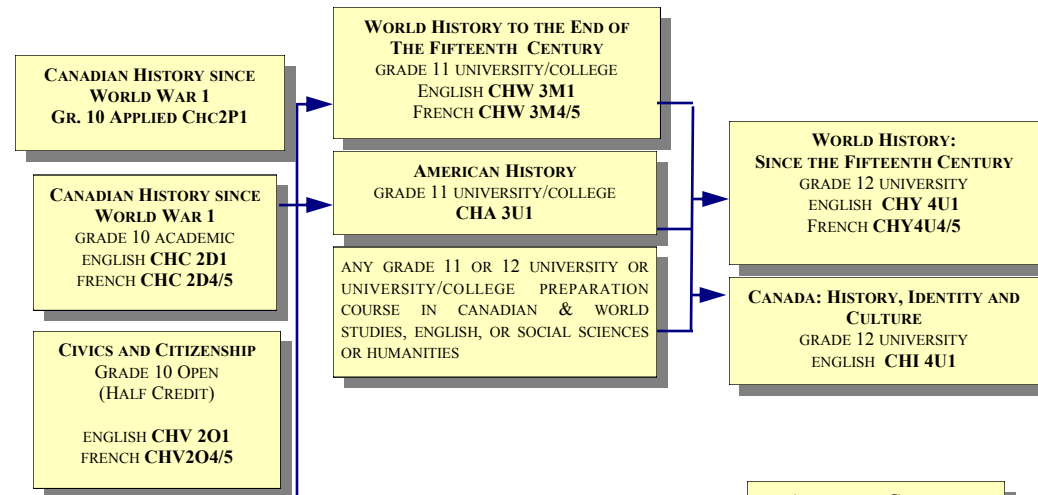 CANADIAN HISTORY SINCE
WORLD WAR 1
GR. 10 APPLIED CHC2P1
CANADIAN HISTORY SINCE
WORLD WAR 1
GRADE 10 ACADEMIC
ENGLISH CHC 2D1
FRENCH CHC 2D4/5
CIVICS AND CITIZENSHIP
GRADE 10 OPEN
(HALF CREDIT)
ENGLISH CHV 2O1
FRENCH CHV2O4/5
WORLD HISTORY TO THE END OF
THE FIFTEENTH CENTURY
GRADE 11 UNIVERSITY/COLLEGE
ENGLISH CHW 3M1
FRENCH CHW 3M4/5
AMERICAN HISTORY
GRADE 11 UNIVERSITY/COLLEGE
CHA 3U1
ANY GRADE 11 OR 12 UNIVERSITY OR
UNIVERSITY/COLLEGE PREPARATION
COURSE IN CANADIAN & WORLD
STUDIES, ENGLISH, OR SOCIAL SCIENCES
OR HUMANITIES
WORLD HISTORY:
SINCE THE FIFTEENTH CENTURY
GRADE 12 UNIVERSITY
ENGLISH CHY 4U1
FRENCH CHY4U4/5
CANADA: HISTORY, IDENTITY AND
CULTURE
GRADE 12 UNIVERSITY
ENGLISH CHI 4U1